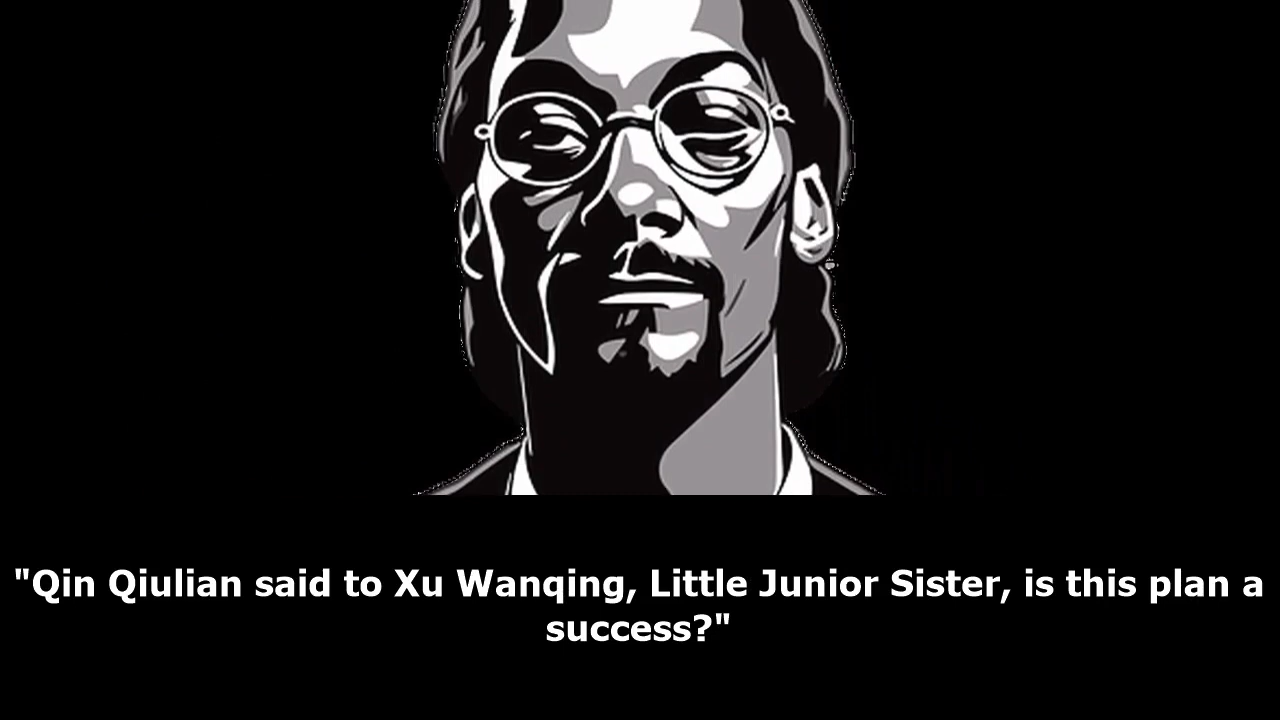 "Qin Qiulian said to Xu Wanqing, Little Junior Sister, is this plan a
success?"